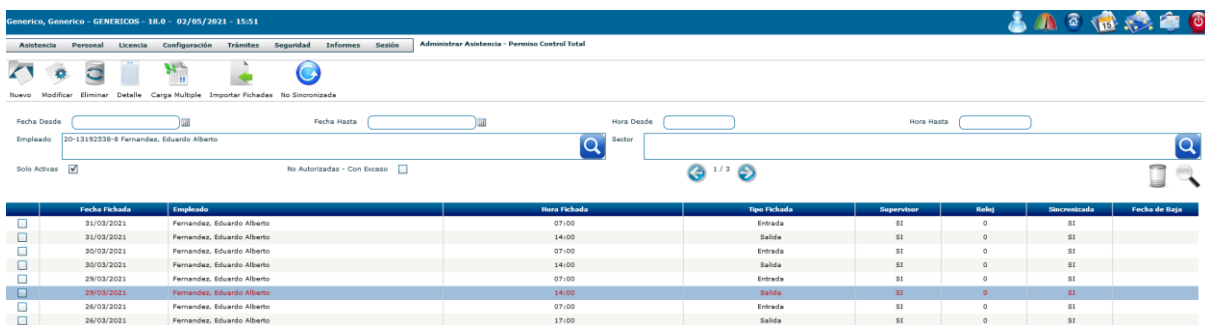 Generico, Generico - GENERICOS - 10.0 - 02/05/2021 - 15:51
15
Asistencia Personal Licencia Configuración Trámites Seguridad Informes Sesión Administrar Asistencia - Permiso Control Total
Nuevo Modificar Eliminar Detalle Carga Multiple Importar Fichadas No Sincronizada
Fecha Desde Fecha Hasta Hora Desde Hora Hasta
Empleado 20-13192538-8 Fernandez, Eduardo Alberto Sector
Solo Activas No Autorizadas - Con Exceso 1 / 3
Fecha Fichada Empleado Hora Fichada Tipo Fichada Supervisor Reloj Sincronizada Fecha de Baja
31/03/2021 Fernandez, Eduardo Alberto 07:00 Entrada SI 0 SI
31/03/2021 Fernandez, Eduardo Alberto 14:00 Salida SI 0 SI
30/03/2021 Fernandez, Eduardo Alberto 07:00 Entrada SI 0 SI
30/03/2021 Fernandez, Eduardo Alberto 14:00 Salida SI 0 SI
29/03/2021 Fernandez, Eduardo Alberto 07:00 Entrada SI 0 SI
29/03/2021 Fernandez, Eduardo Alberto 14:00 Salida SI 0 SI
26/03/2021 Fernandez, Eduardo Alberto 07:00 Entrada SI 0 SI
26/03/2021 Fernandez, Eduardo Alberto 17:00 Salida SI 0 SI